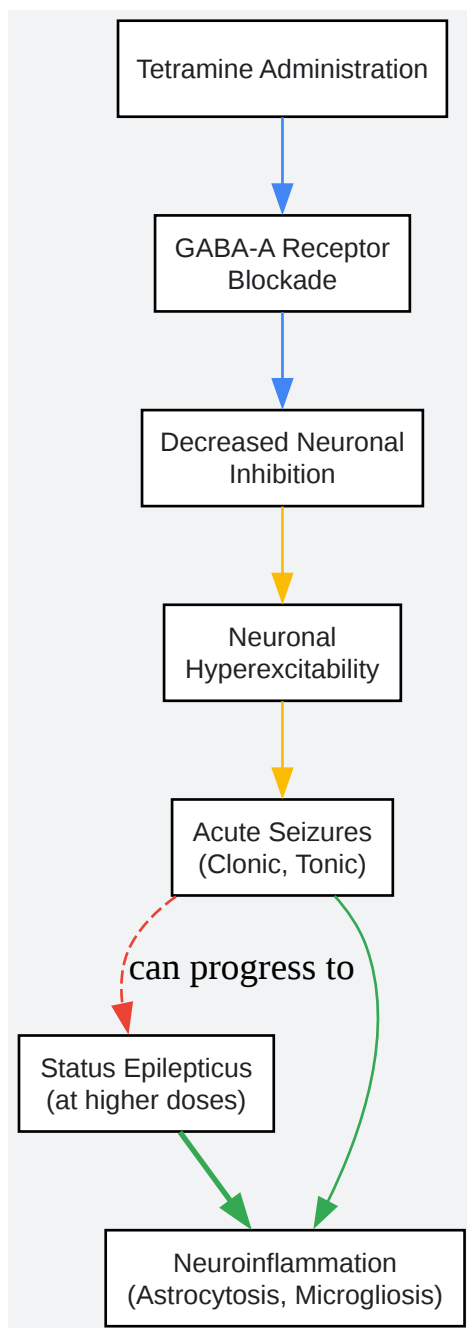 Tetramine Administration
GABA-A Receptor
Blockade
Decreased Neuronal
Inhibition
Neuronal
Hyperexcitability
Acute Seizures
(Clonic, Tonic)
can progress to
Status Epilepticus
(at higher doses)
Neuroinflammation
(Astrocytosis, Microgliosis)